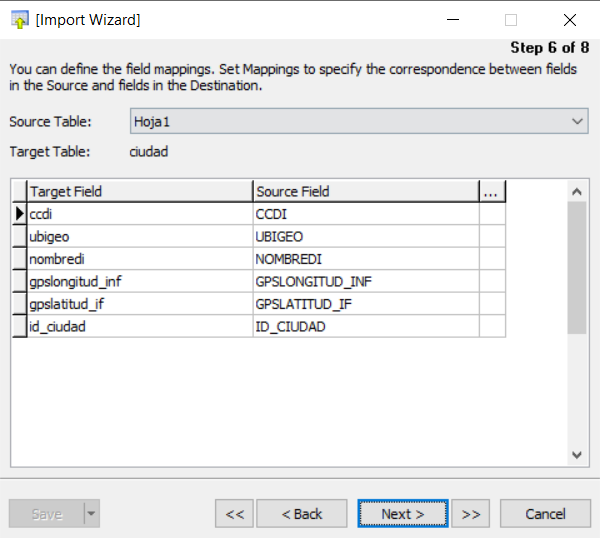 [Import Wizard]
Step 6 of 8
You can define the field mappings. Set Mappings to specify the correspondence between fields
in the Source and fields in the Destination.
Source Table: Hoja1
Target Table: ciudad
Target Field Source Field ...
ccdi CCDI
ubigeo UBIGEO
nombredi NOMBREDI
gpslongitud_inf GPSLONGITUD_INF
gpslatitud_if GPSLATITUD_IF
id_ciudad ID_CIUDAD
Save << < Back Next > >> Cancel